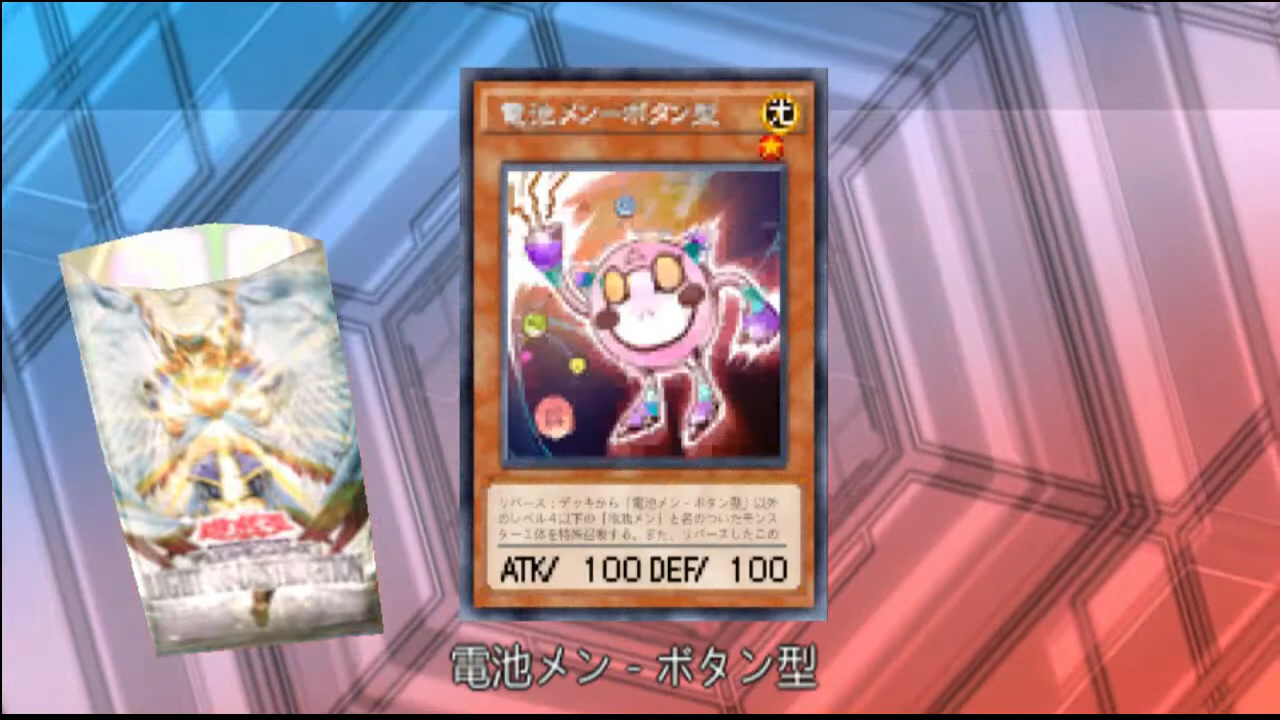 電池メン－ボタン型
光
リバース：デッキから「電池メン－ボタン型」以外
のレベル４以下の「電池メン」と名のついたモンス
ター１体を特殊召喚する。また、リバースしたこの
ATK/ 100 DEF/ 100
遊戯王
電池メン－ボタン型